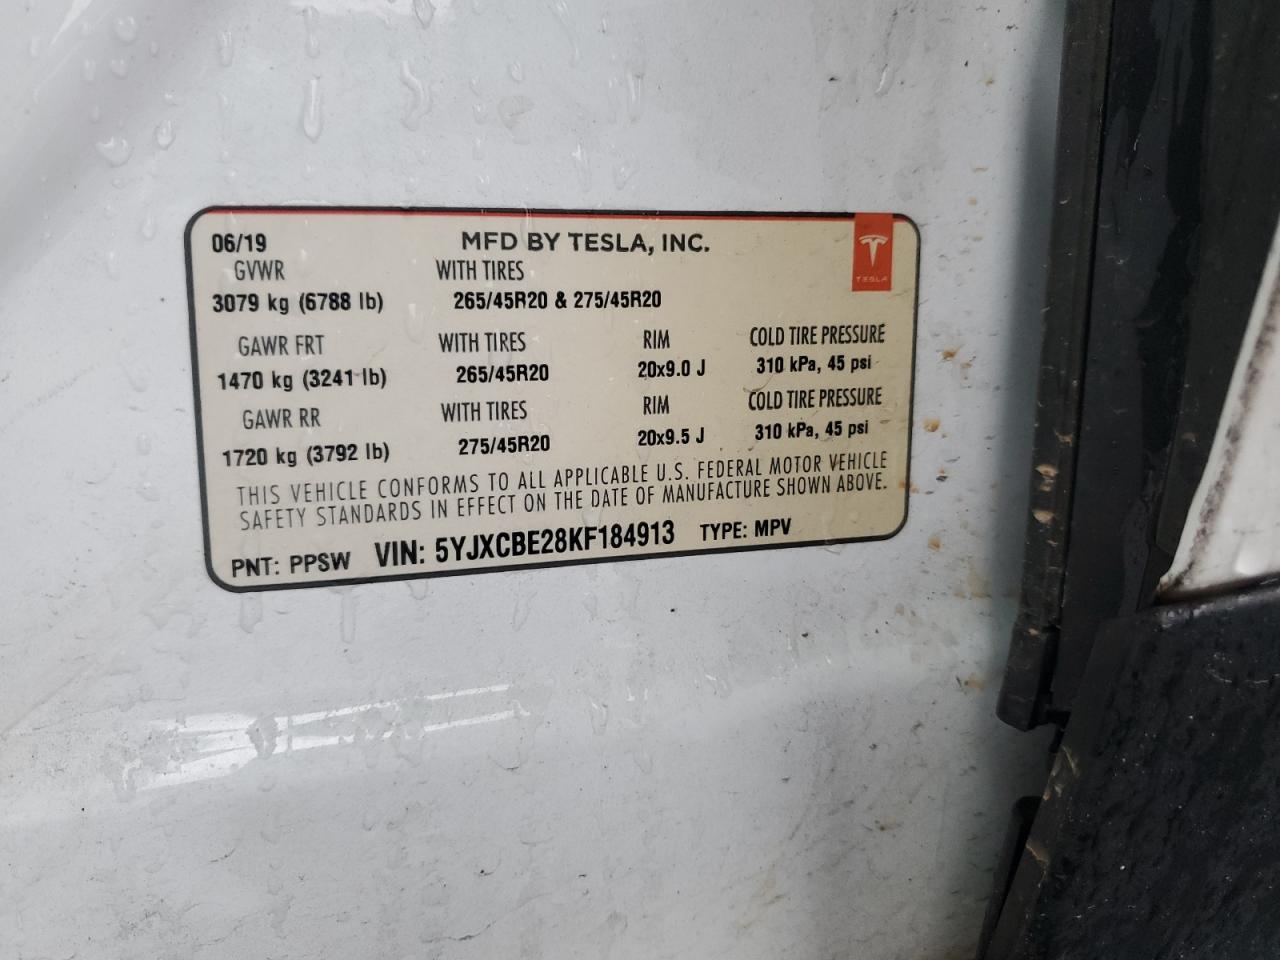 06/19 MFD BY TESLA, INC.
TESLA
GVWR WITH TIRES
3079 kg (6788 lb) 265/45R20 & 275/45R20
GAWR FRT WITH TIRES RIM COLD TIRE PRESSURE
1470 kg (3241 lb) 265/45R20 20x9.0 J 310 kPa, 45 psi
GAWR RR WITH TIRES RIM COLD TIRE PRESSURE
1720 kg (3792 lb) 275/45R20 20x9.5 J 310 kPa, 45 psi
THIS VEHICLE CONFORMS TO ALL APPLICABLE U.S. FEDERAL MOTOR VEHICLE
SAFETY STANDARDS IN EFFECT ON THE DATE OF MANUFACTURE SHOWN ABOVE.
PNT: PPSW VIN: 5YJXCBE28KF184913 TYPE: MPV